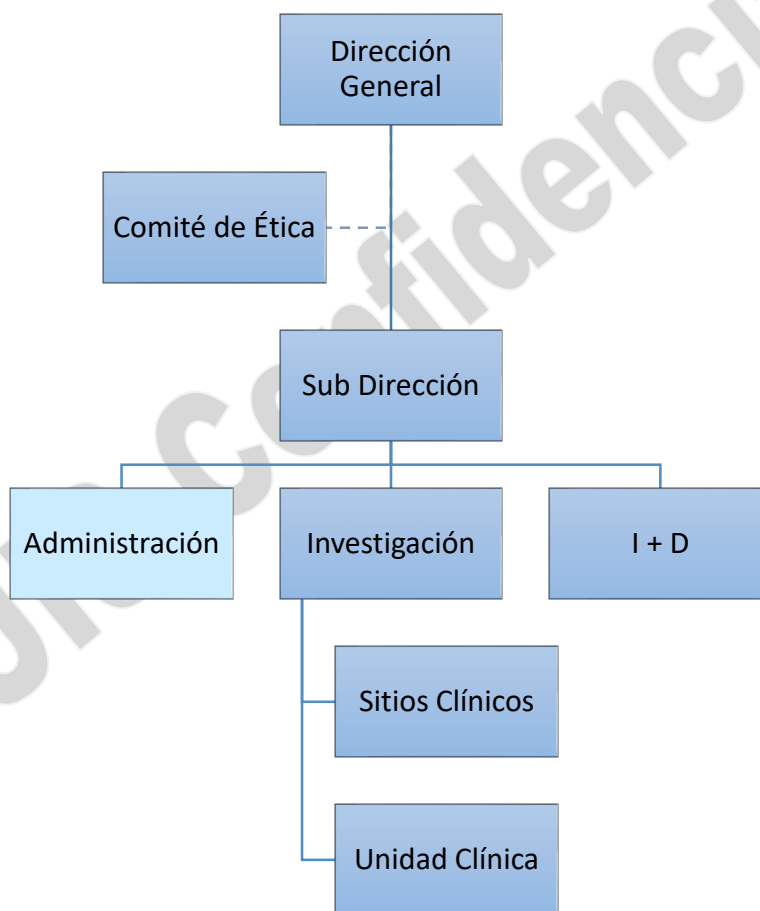 Dirección
General
Comité de Ética
Sub Dirección
Administración
Investigación
I + D
Sitios Clínicos
Unidad Clínica